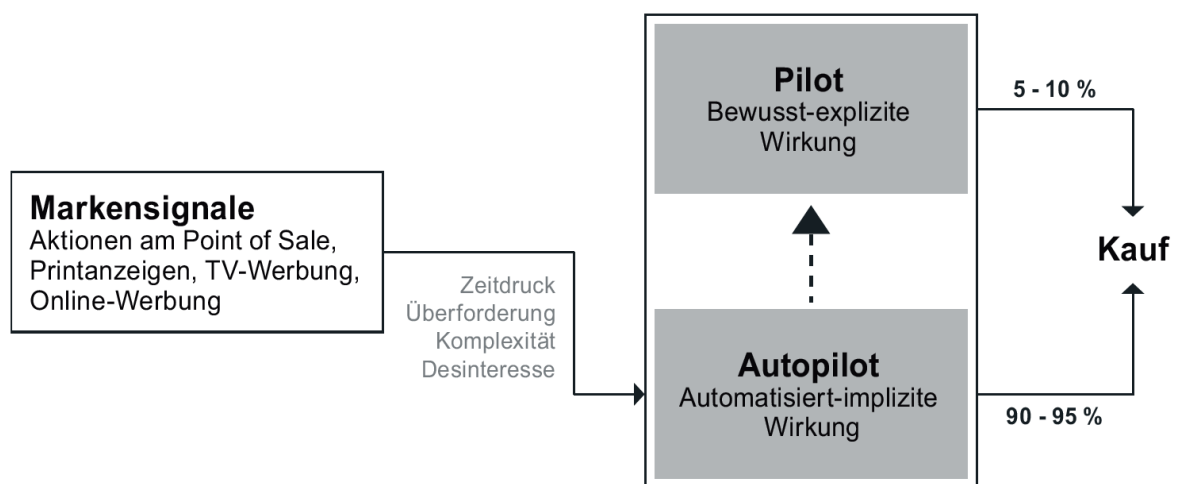 Markensignale
Aktionen am Point of Sale,
Printanzeigen, TV-Werbung,
Online-Werbung
Zeitdruck
Überforderung
Komplexität
Desinteresse
Pilot
Bewusst-explizite
Wirkung
Autopilot
Automatisiert-implizite
Wirkung
5 - 10 %
90 - 95 %
Kauf